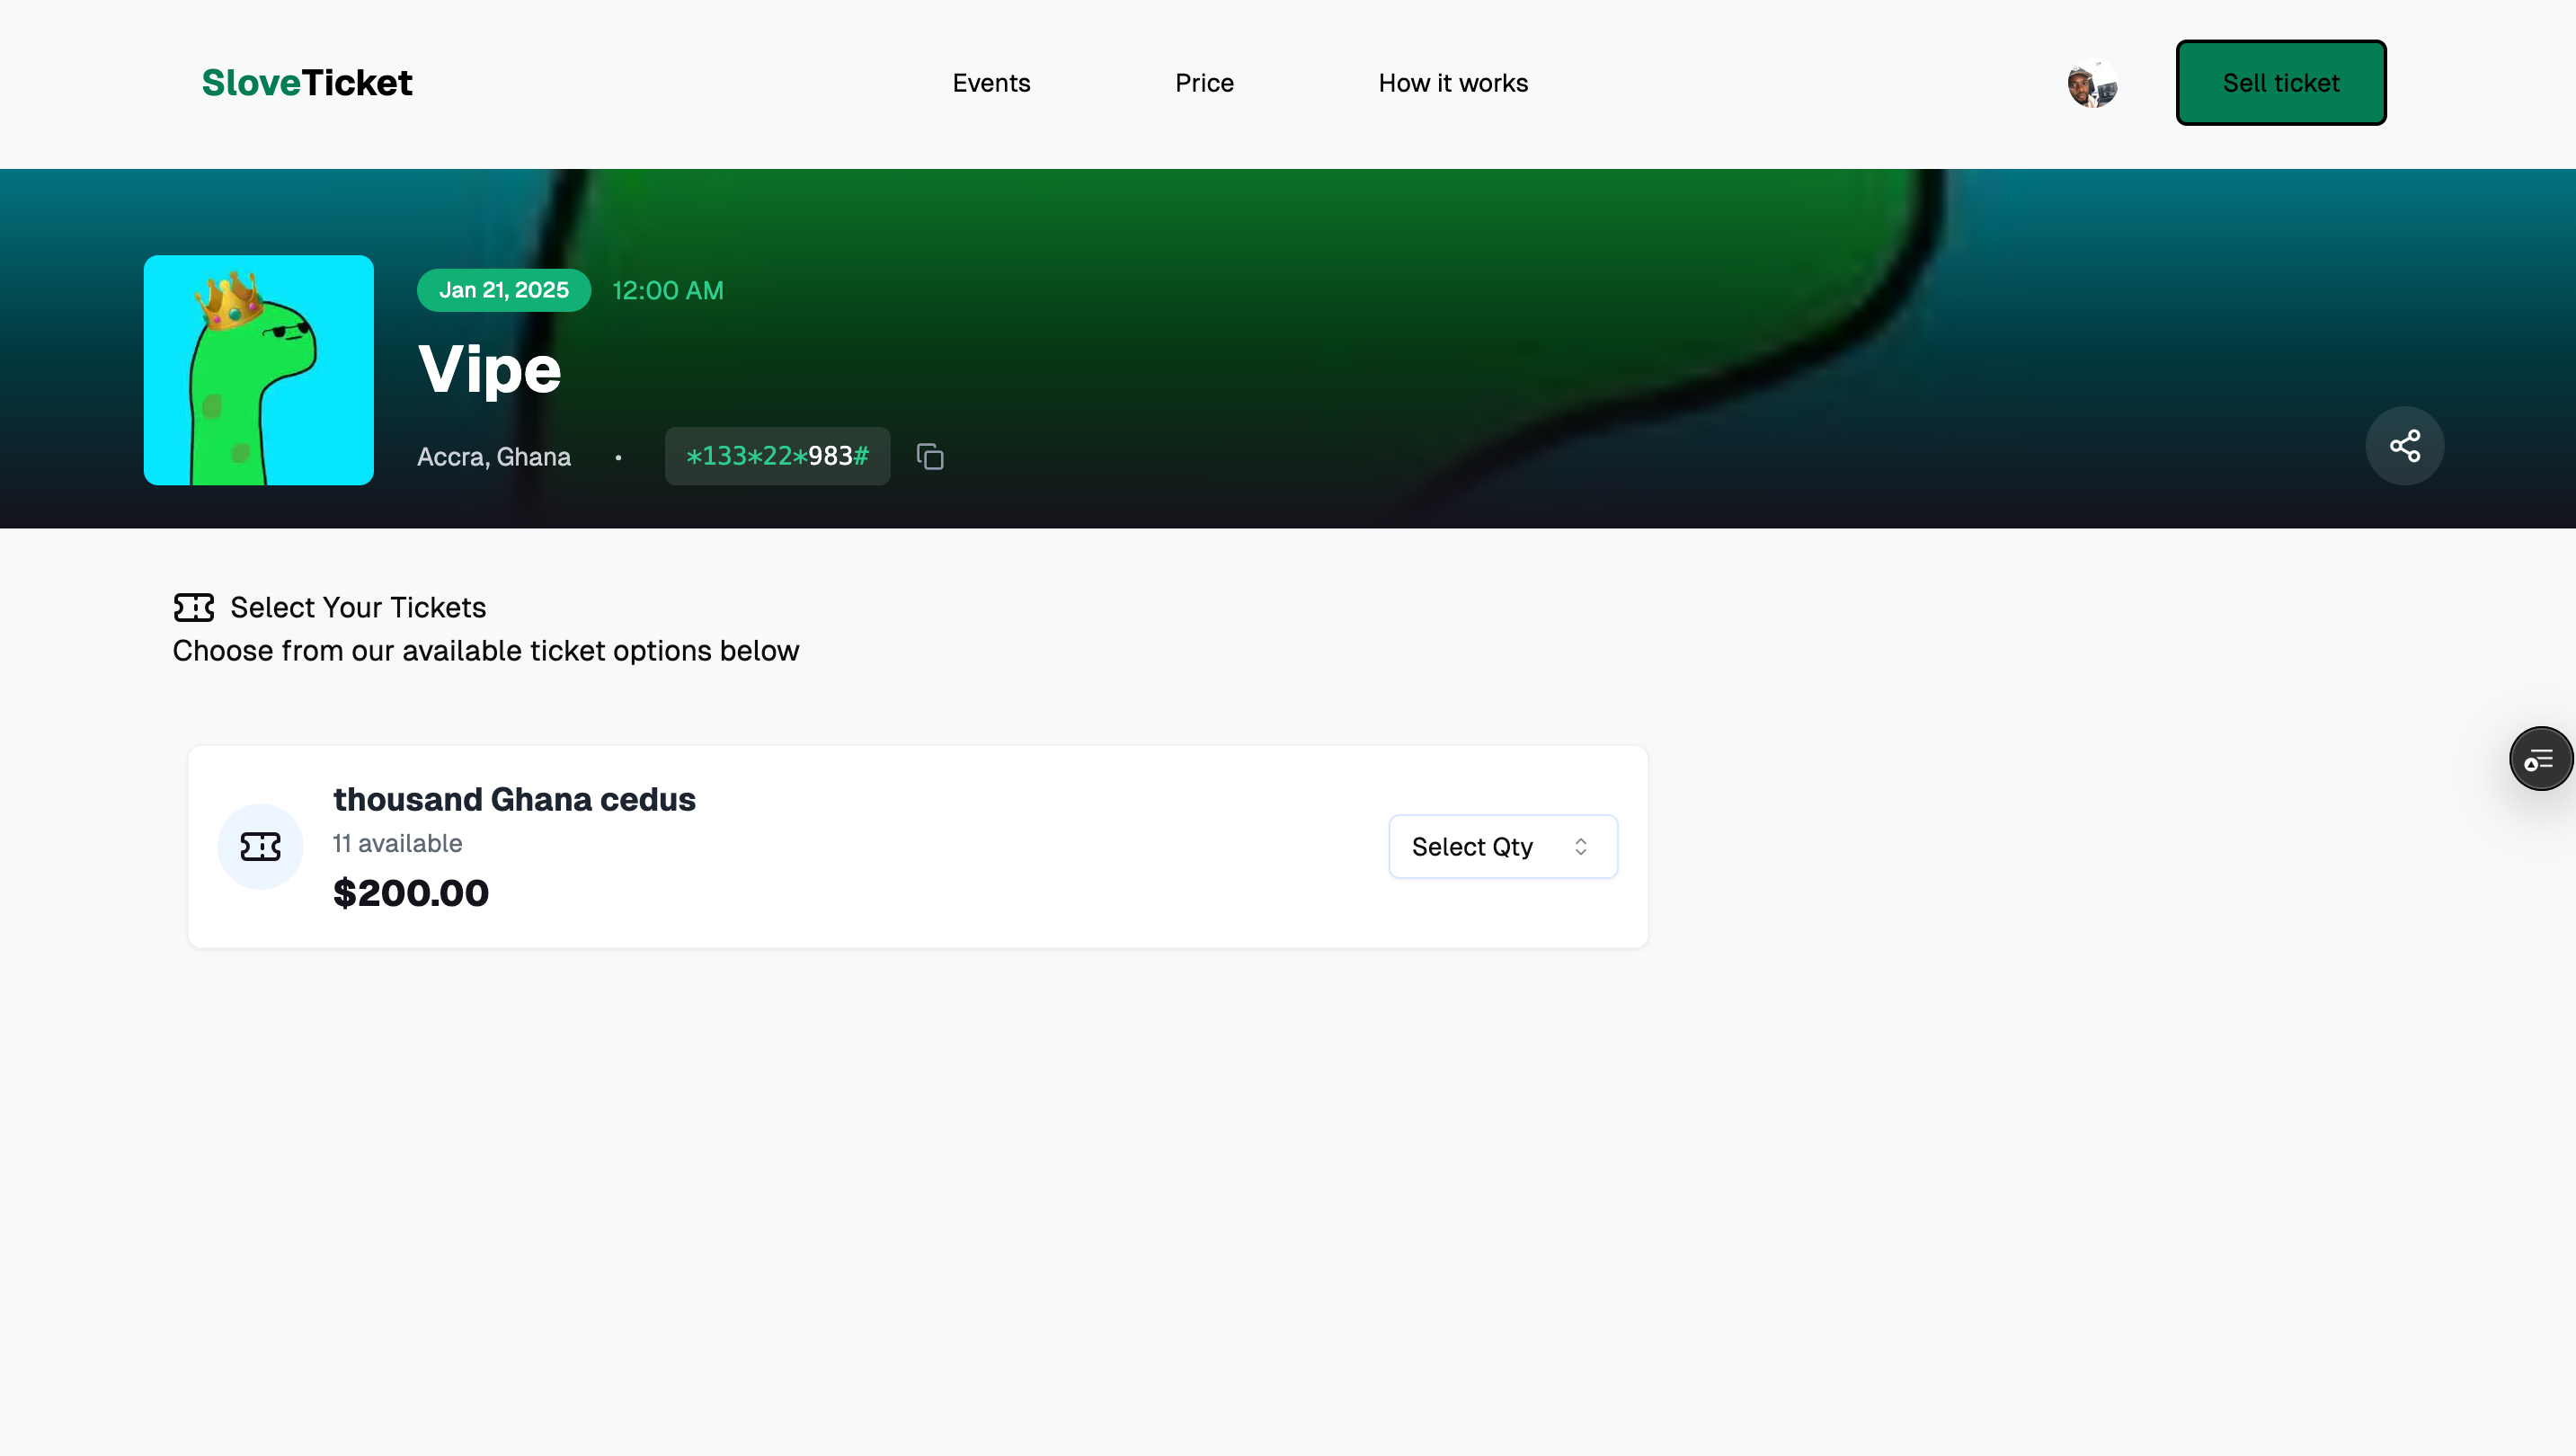 SloveTicket
Events
Price
How it works
Sell ticket
Jan 21, 2025
12:00 AM
Vipe
Accra, Ghana
•
*133*22*983#
Select Your Tickets
Choose from our available ticket options below
thousand Ghana cedus
11 available
$200.00
Select Qty